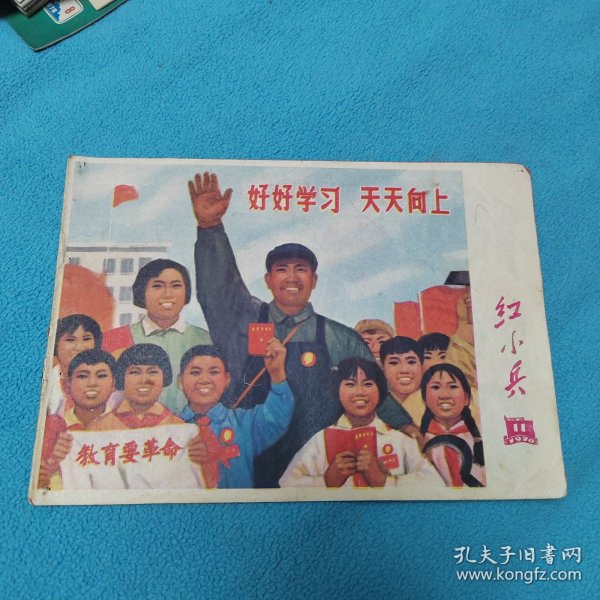 好好学习 天天向上
红小兵
11
1970
教育要革命
孔夫子旧书网
www.kongfz.com